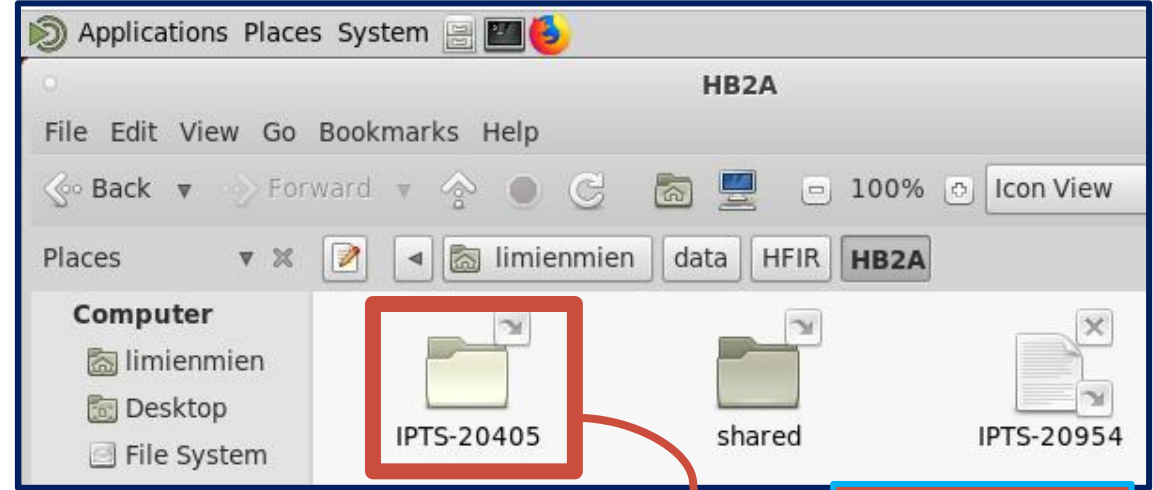 Applications Places System
HB2A
File Edit View Go Bookmarks Help
Back Forward 100% Icon View
Places limienmien data HFIR HB2A
Computer
limienmien
Desktop
File System
IPTS-20405 shared IPTS-20954